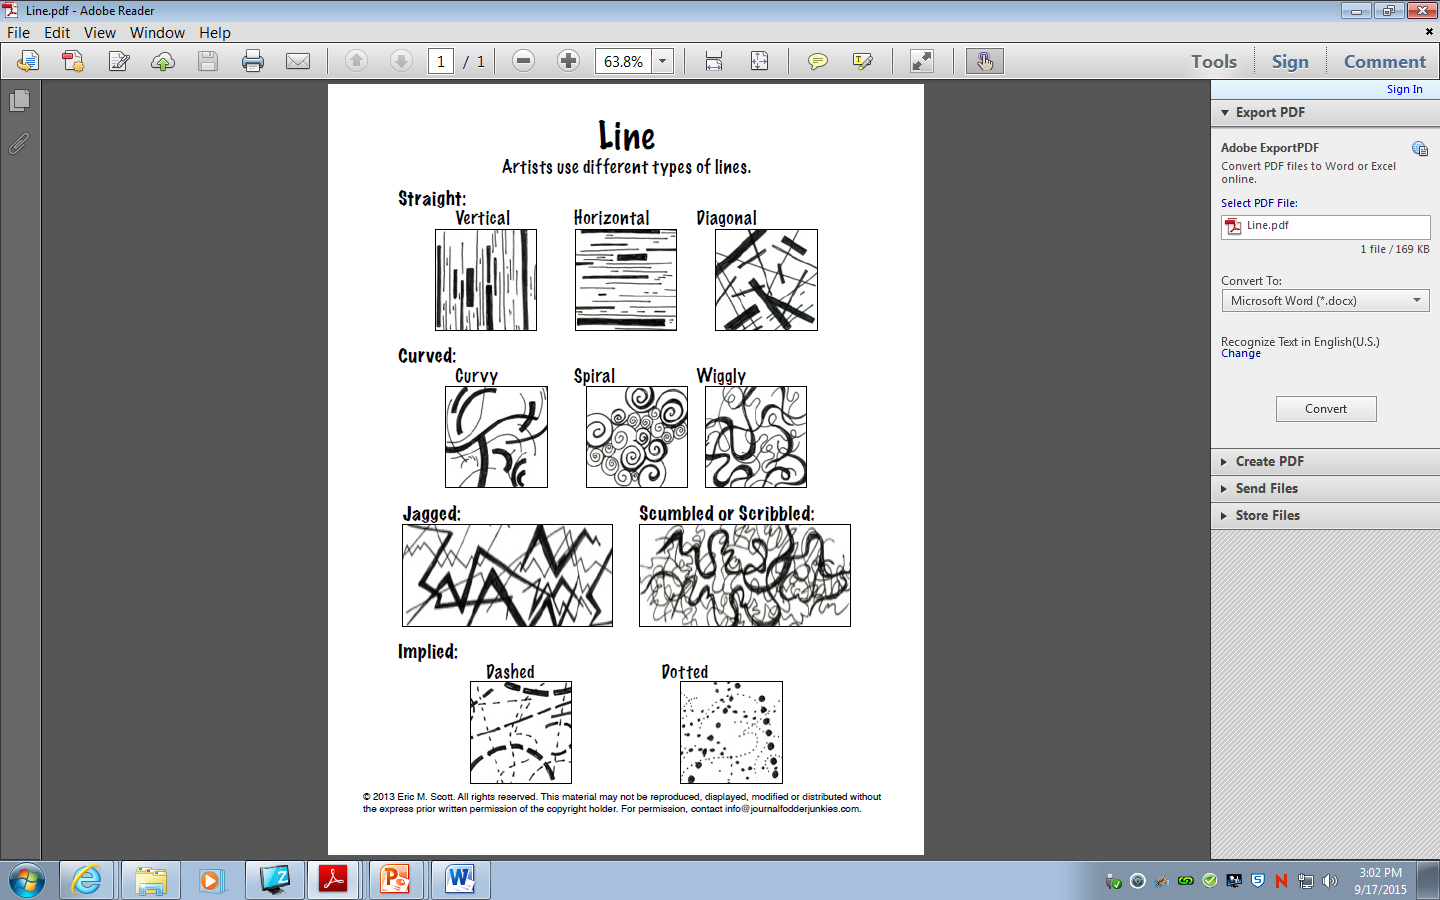 Line.pdf - Adobe Reader
File Edit View Window Help
1 / 1 63.8% Tools Sign Comment
Sign In
Export PDF
Adobe ExportPDF
Convert PDF files to Word or Excel
online.
Select PDF File:
Line.pdf
1 file / 169 KB
Convert To:
Microsoft Word (*.docx)
Recognize Text in English(U.S.)
Change
Convert
Create PDF
Send Files
Store Files
Line
Artists use different types of lines.
Straight:
Vertical Horizontal Diagonal
Curved:
Curvy Spiral Wiggly
Jagged: Scumbled or Scribbled:
Implied:
Dashed Dotted
© 2013 Eric M. Scott. All rights reserved. This material may not be reproduced, displayed, modified or distributed without
the express prior written permission of the copyright holder. For permission, contact info@journalfodderjunkies.com.
3:02 PM
9/17/2015